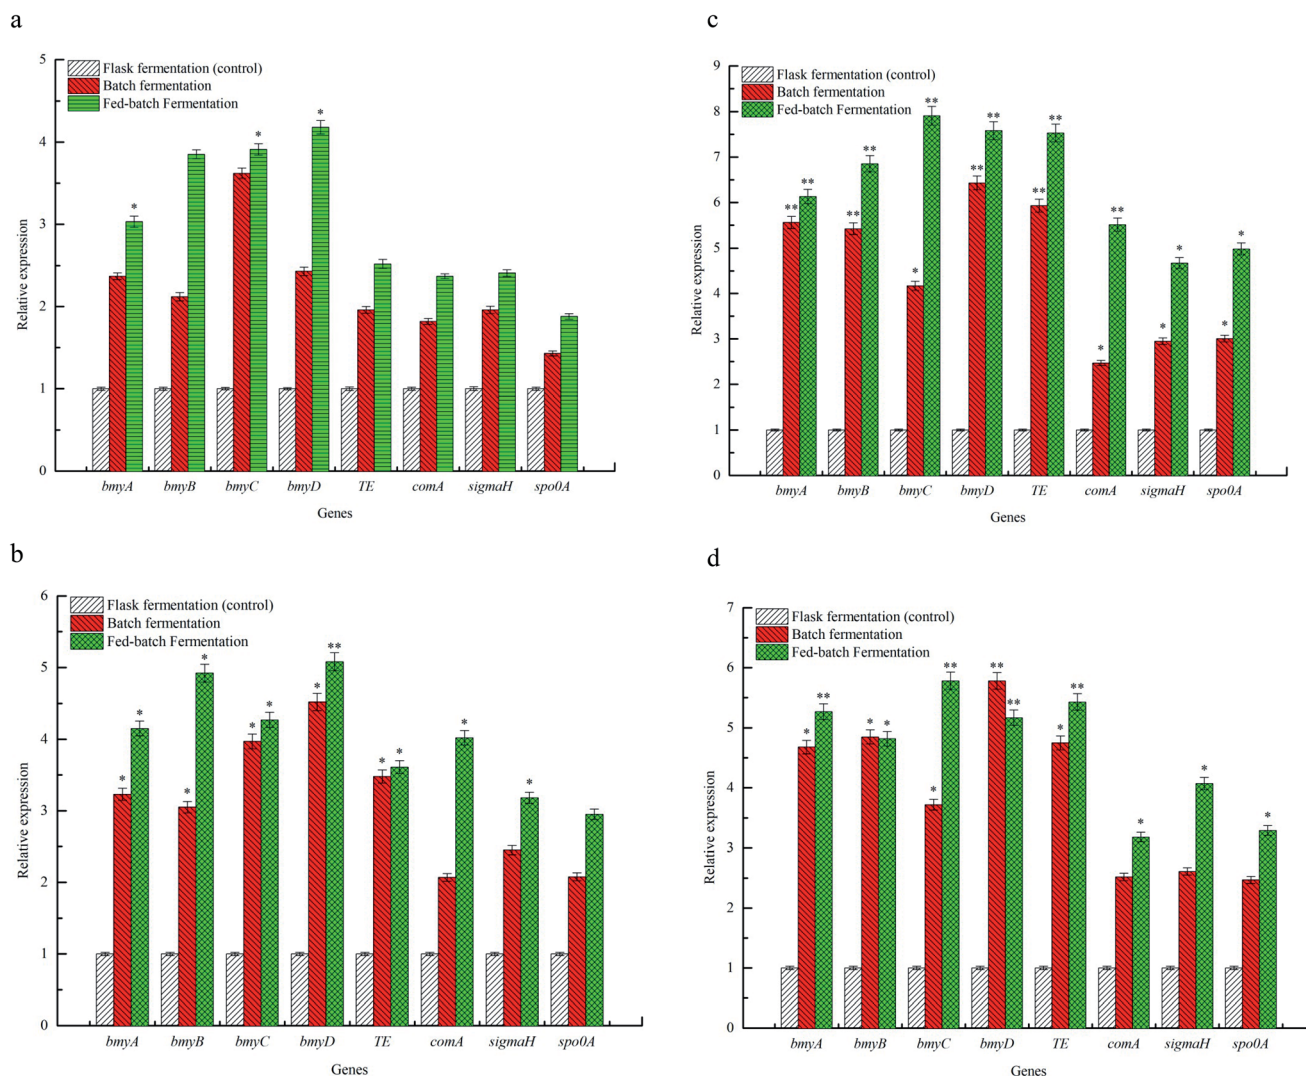 a
5
4
3
2
1
0
Relative expression
Flask fermentation (control)
Batch fermentation
Fed-batch Fermentation
*
*
*
bmyA bmyB bmyC bmyD TE comA sigmaH spo0A
Genes
c
9
8
7
6
5
4
3
2
1
0
Relative expression
Flask fermentation (control)
Batch fermentation
Fed-batch Fermentation
** ** ** ** * ** ** ** ** ** * ** * * * *
bmyA bmyB bmyC bmyD TE comA sigmaH spo0A
Genes
b
6
5
4
3
2
1
0
Relative expression
Flask fermentation (control)
Batch fermentation
Fed-batch Fermentation
* * * * * * * ** * * * *
bmyA bmyB bmyC bmyD TE comA sigmaH spo0A
Genes
d
7
6
5
4
3
2
1
0
Relative expression
Flask fermentation (control)
Batch fermentation
Fed-batch Fermentation
* ** * * * ** ** ** * ** * * *
bmyA bmyB bmyC bmyD TE comA sigmaH spo0A
Genes